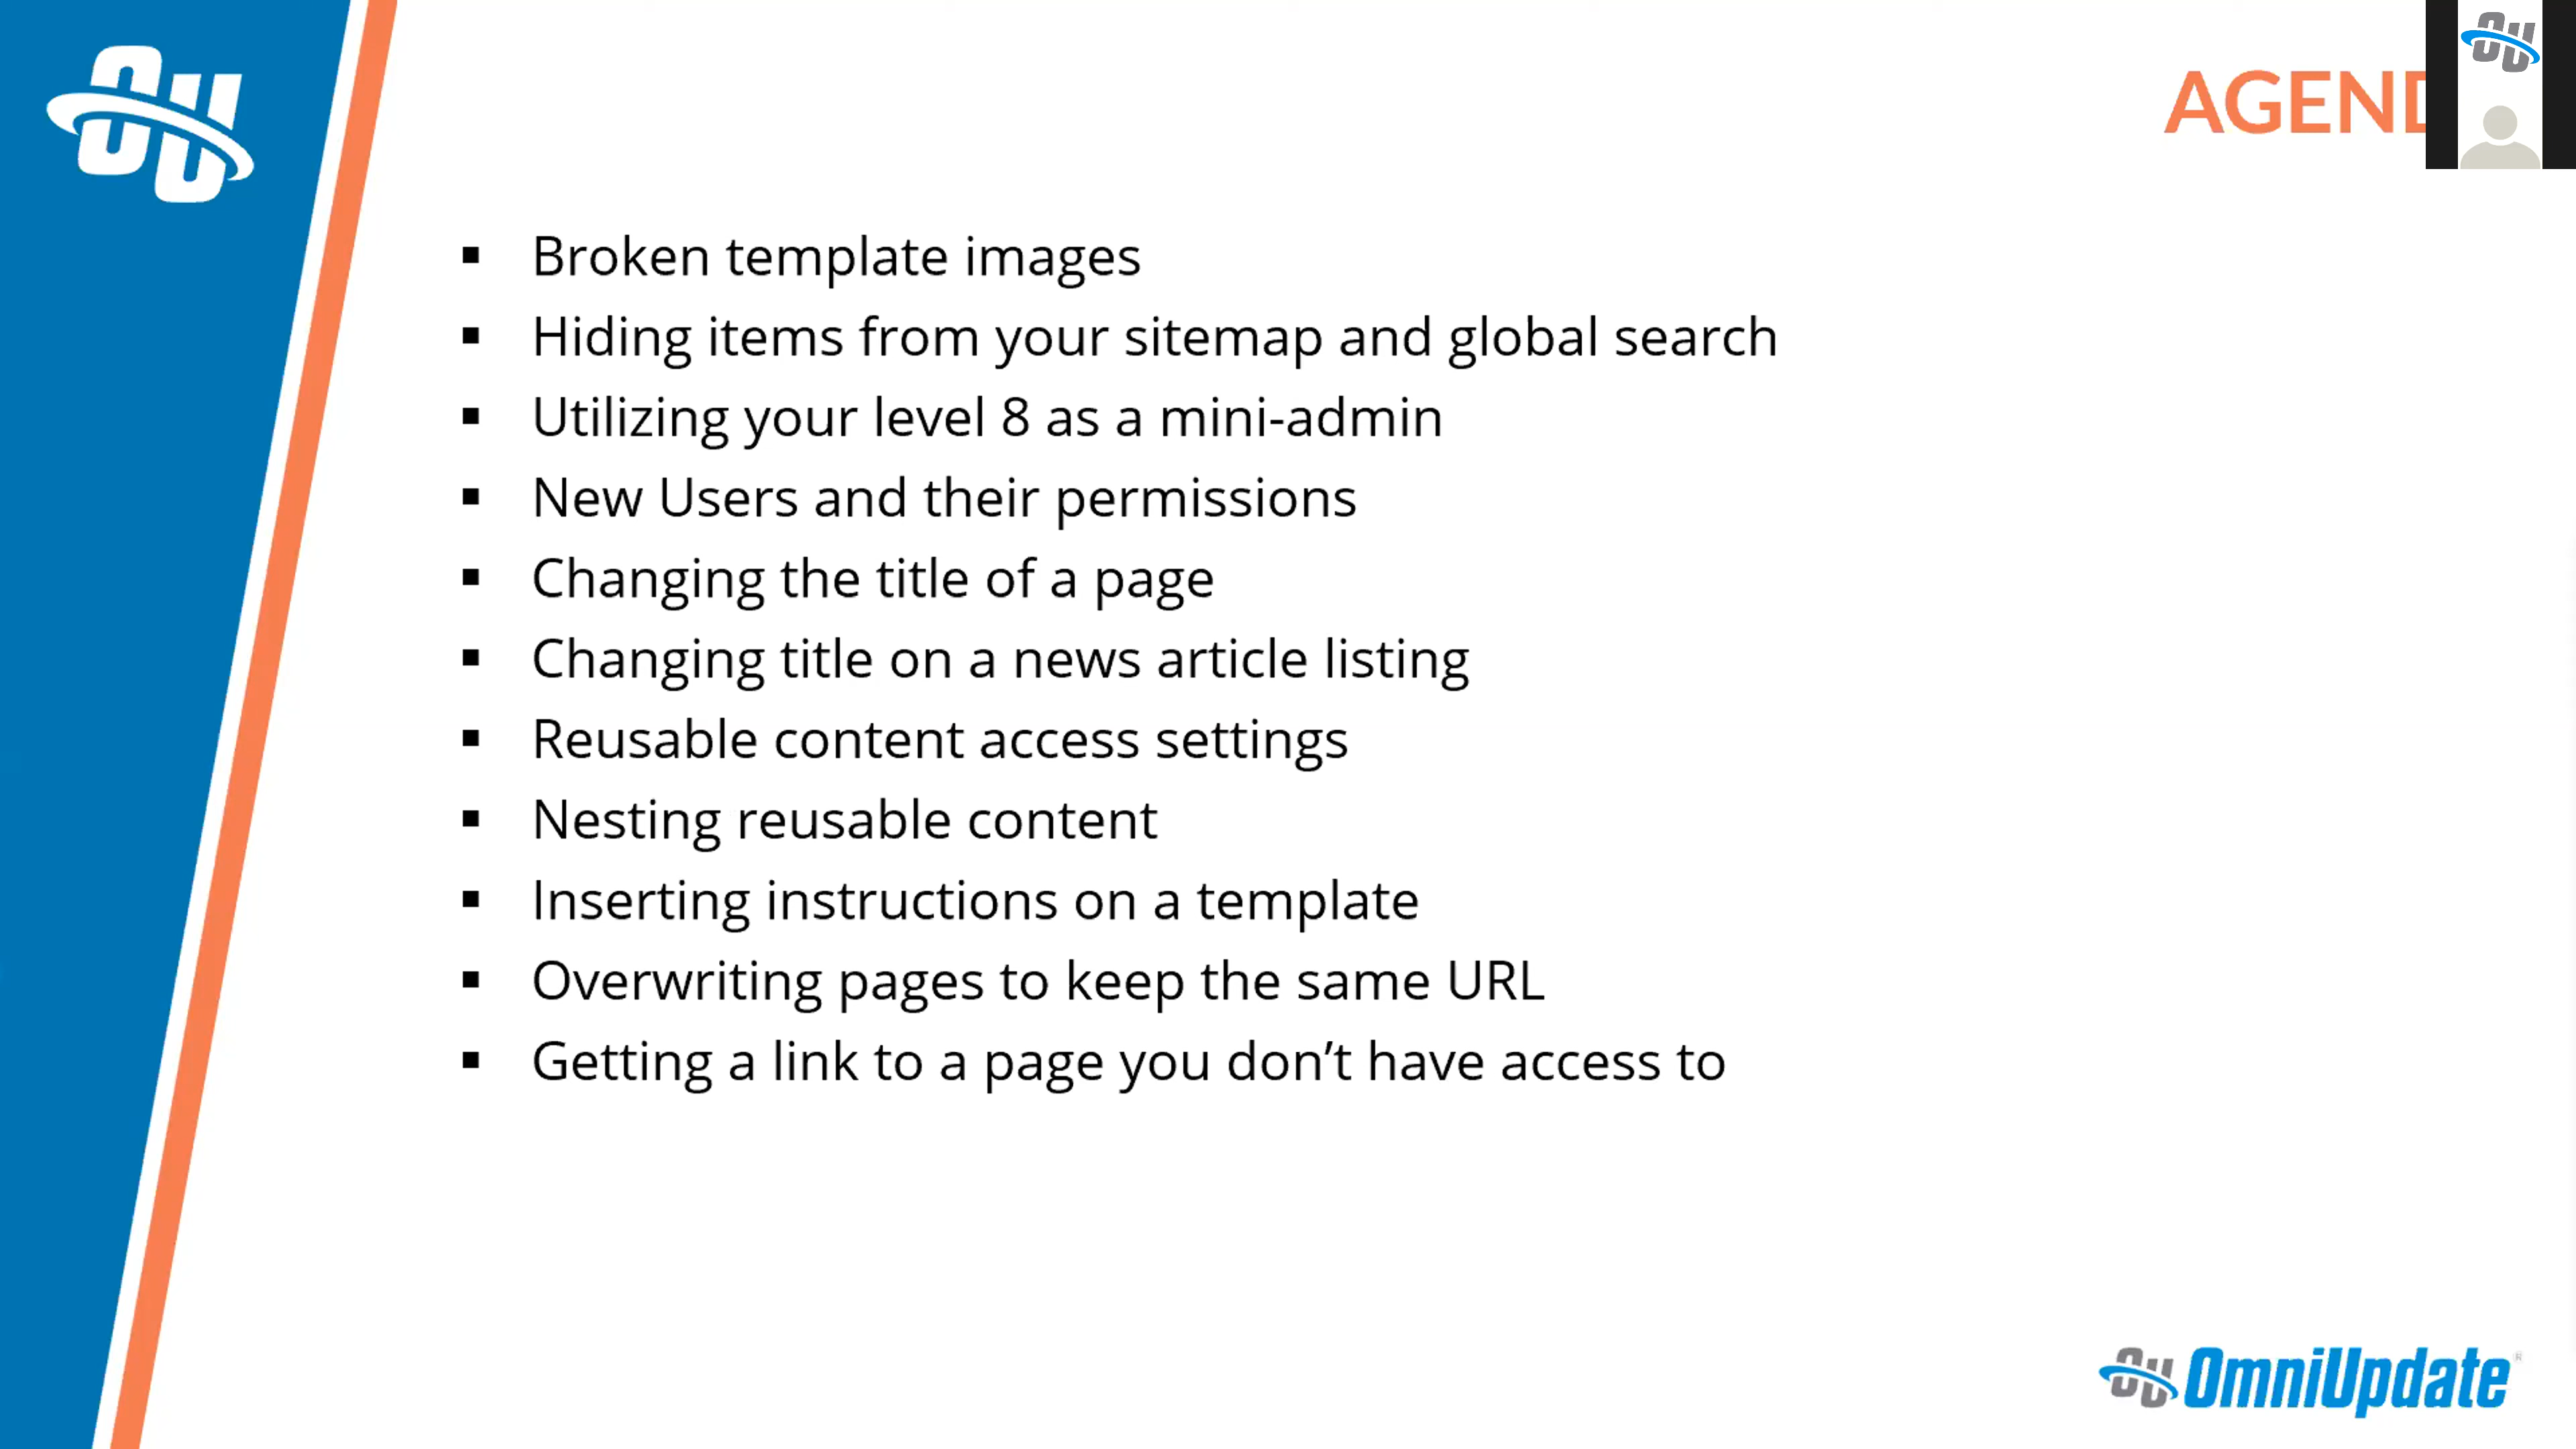 AGEND
Broken template images
Hiding items from your sitemap and global search
Utilizing your level 8 as a mini-admin
New Users and their permissions
Changing the title of a page
Changing title on a news article listing
Reusable content access settings
Nesting reusable content
Inserting instructions on a template
Overwriting pages to keep the same URL
Getting a link to a page you don’t have access to
OU OmniUpdate®